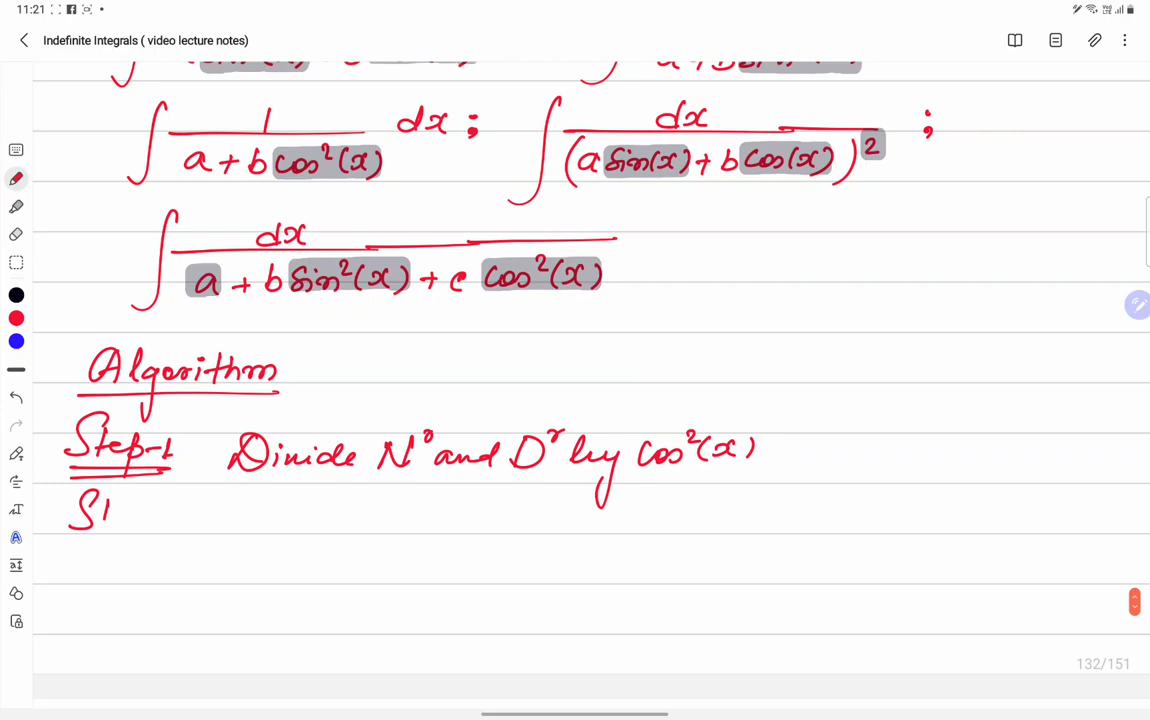 11:21
Indefinite Integrals ( video lecture notes)
∫ 1 / (a + b cos²(x)) dx ; ∫ dx / (a sin(x) + b cos(x))² ;
∫ dx / (a + b sin²(x) + c cos²(x))
Algorithm
Step-1 Divide Nʳ and Dʳ by cos²(x)
St
132/151